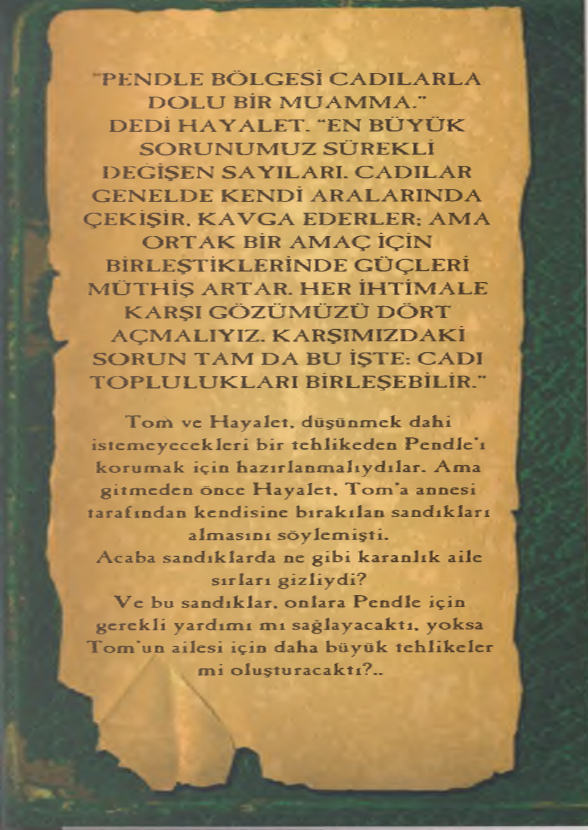 "PENDLE BÖLGESİ CADILARLA
DOLU BİR MUAMMA."
DEDİ HAYALET. "EN BÜYÜK
SORUNUMUZ SÜREKLİ
DEĞİŞEN SAYILARI. CADILAR
GENELDE KENDİ ARALARINDA
ÇEKİŞİR, KAVGA EDERLER; AMA
ORTAK BİR AMAÇ İÇİN
BİRLEŞTİKLERİNDE GÜÇLERİ
MÜTHİŞ ARTAR. HER İHTİMALE
KARŞI GÖZÜMÜZÜ DÖRT
AÇMALIYIZ. KARŞIMIZDAKİ
SORUN TAM DA BU İŞTE: CADI
TOPLULUKLARI BİRLEŞEBİLİR."
Tom ve Hayalet, düşünmek dahi
istemeyecekleri bir tehlikeden Pendle'ı
korumak için hazırlanmalıydılar. Ama
gitmeden önce Hayalet, Tom'a annesi
tarafından kendisine bırakılan sandıkları
almasını söylemişti.
Acaba sandıklarda ne gibi karanlık aile
sırları gizliydi?
Ve bu sandıklar, onlara Pendle için
gerekli yardımı mı sağlayacaktı, yoksa
Tom'un ailesi için daha büyük tehlikeler
mi oluşturacaktı?..